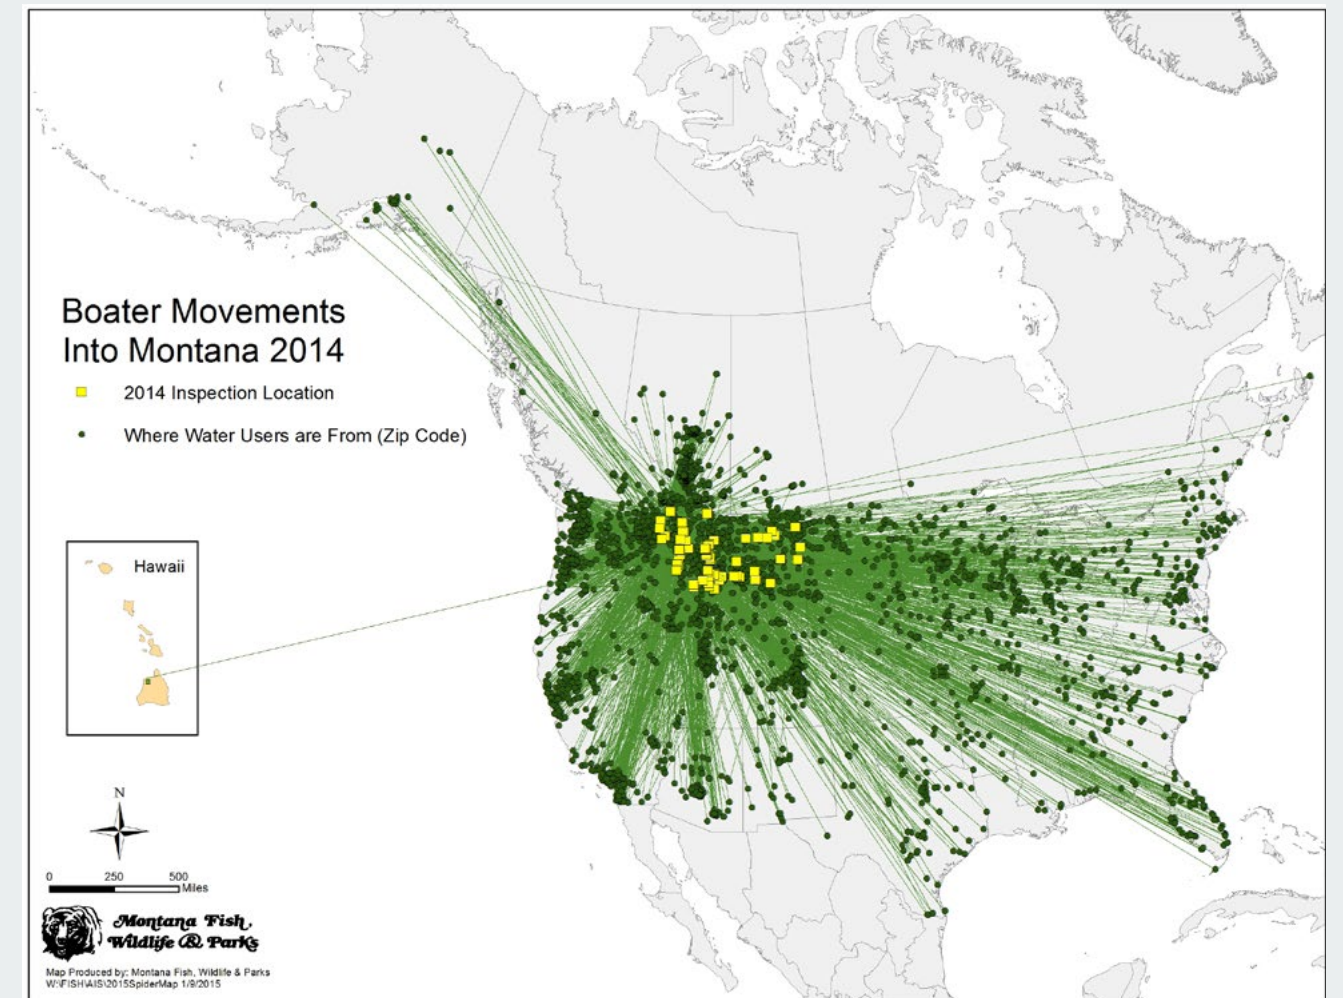 Boater Movements
Into Montana 2014
2014 Inspection Location
Where Water Users are From (Zip Code)
Hawaii
N
0 250 500
Miles
Montana Fish,
Wildlife & Parks
Map Produced by: Montana Fish, Wildlife & Parks
W:\FISH\AIS\2015SpiderMap 1/9/2015